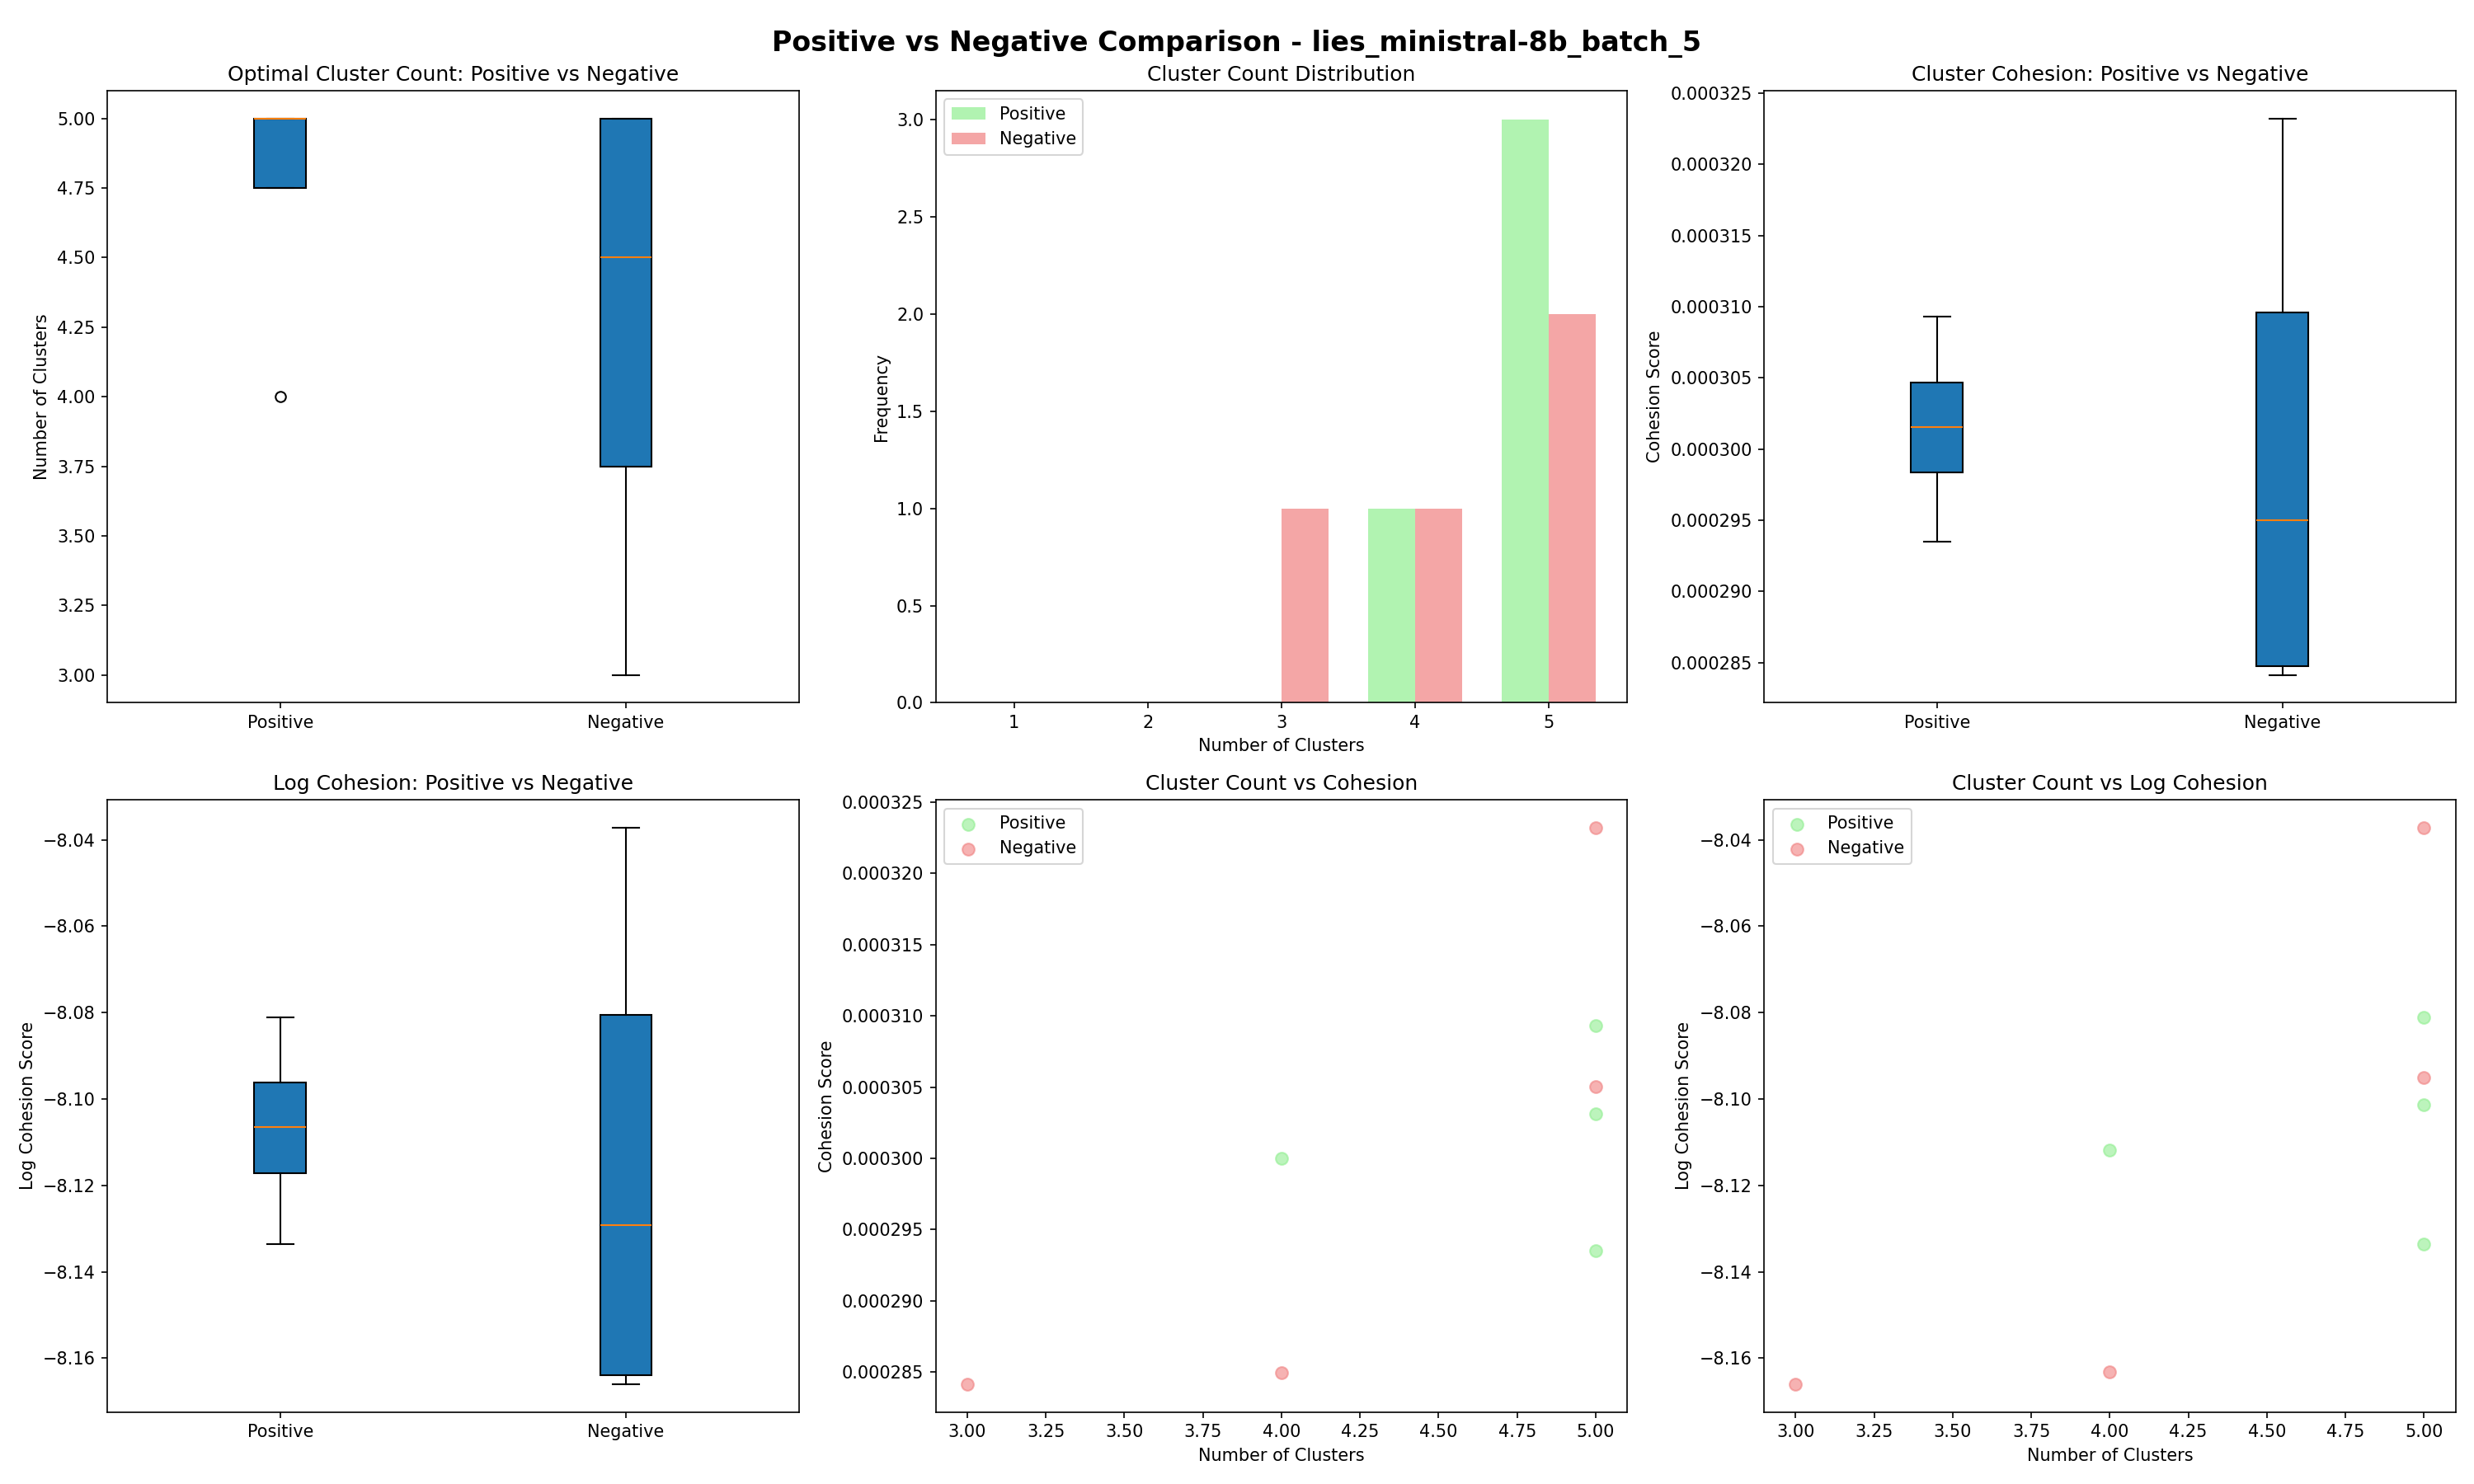 Positive vs Negative Comparison - lies_ministral-8b_batch_5
Optimal Cluster Count: Positive vs Negative
Number of Clusters
5.00
4.75
4.50
4.25
4.00
3.75
3.50
3.25
3.00
Positive Negative
Cluster Count Distribution
Positive
Negative
Frequency
3.0
2.5
2.0
1.5
1.0
0.5
0.0
1 2 3 4 5
Number of Clusters
Cluster Cohesion: Positive vs Negative
Cohesion Score
0.000325
0.000320
0.000315
0.000310
0.000305
0.000300
0.000295
0.000290
0.000285
Positive Negative
Log Cohesion: Positive vs Negative
Log Cohesion Score
−8.04
−8.06
−8.08
−8.10
−8.12
−8.14
−8.16
Positive Negative
Cluster Count vs Cohesion
Positive
Negative
Cohesion Score
0.000325
0.000320
0.000315
0.000310
0.000305
0.000300
0.000295
0.000290
0.000285
3.00 3.25 3.50 3.75 4.00 4.25 4.50 4.75 5.00
Number of Clusters
Cluster Count vs Log Cohesion
Positive
Negative
Log Cohesion Score
−8.04
−8.06
−8.08
−8.10
−8.12
−8.14
−8.16
3.00 3.25 3.50 3.75 4.00 4.25 4.50 4.75 5.00
Number of Clusters